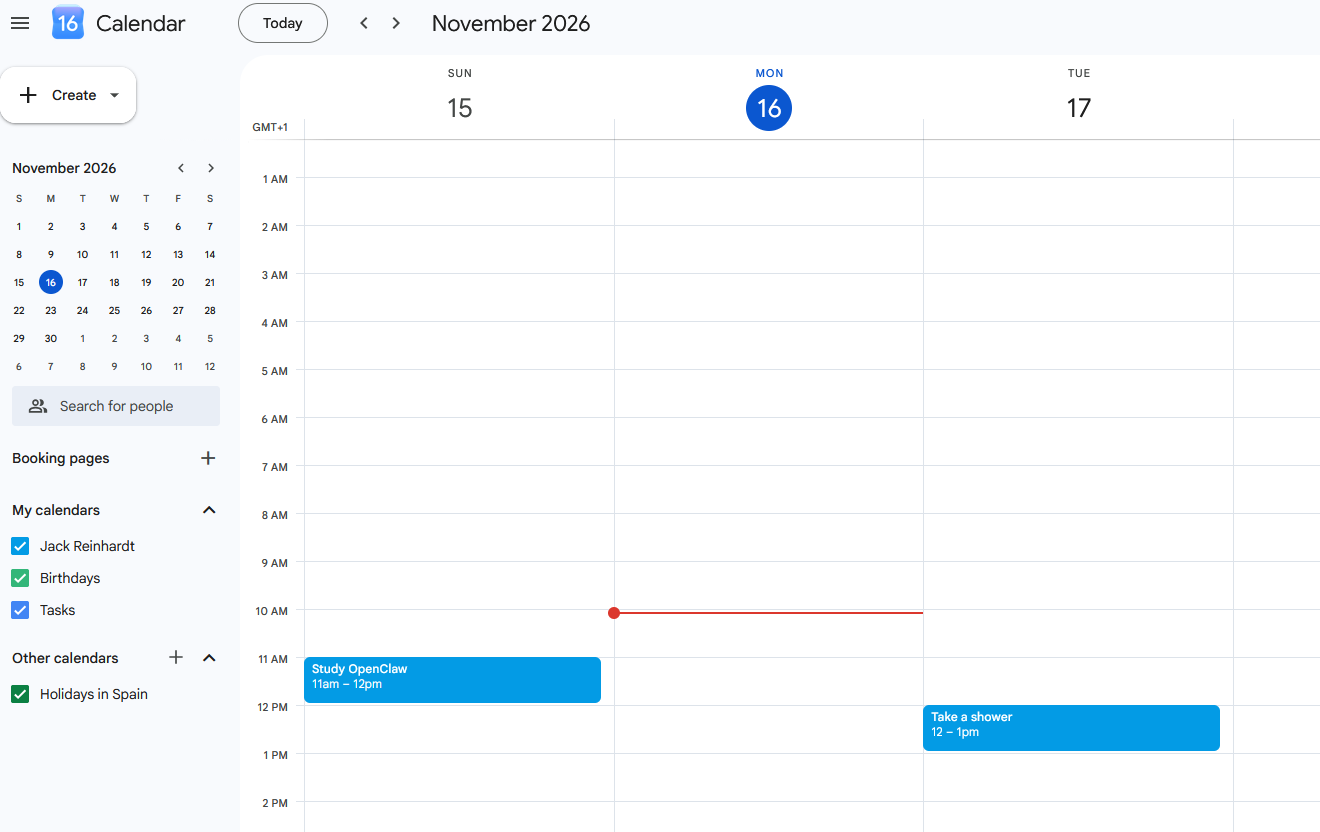 16 Calendar Today November 2026
Create
November 2026
S M T W T F S
1 2 3 4 5 6 7
8 9 10 11 12 13 14
15 16 17 18 19 20 21
22 23 24 25 26 27 28
29 30 1 2 3 4 5
6 7 8 9 10 11 12
Search for people
Booking pages
My calendars
Jack Reinhardt
Birthdays
Tasks
Other calendars
Holidays in Spain
SUN MON TUE
15 16 17
GMT+1
1 AM
2 AM
3 AM
4 AM
5 AM
6 AM
7 AM
8 AM
9 AM
10 AM
11 AM
Study OpenClaw
11am – 12pm
12 PM
Take a shower
12 – 1pm
1 PM
2 PM